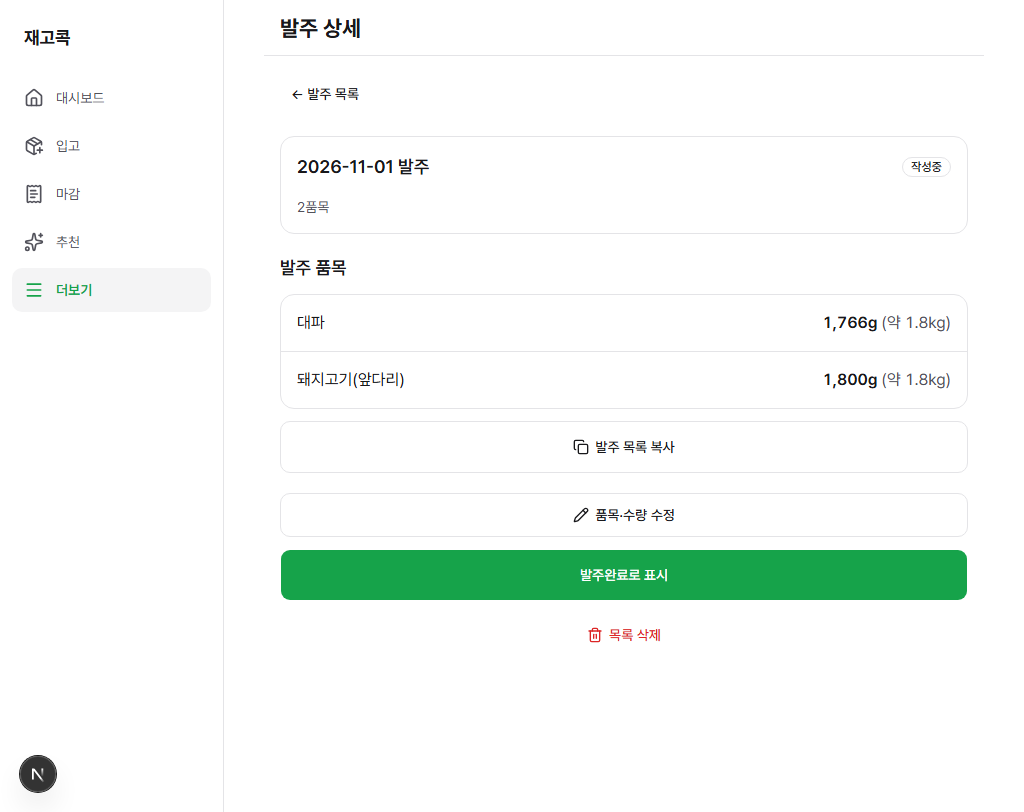 재고콕
대시보드
입고
마감
추천
더보기
N
발주 상세
← 발주 목록
2026-11-01 발주
작성중
2품목
발주 품목
대파 1,766g (약 1.8kg)
돼지고기(앞다리) 1,800g (약 1.8kg)
발주 목록 복사
품목·수량 수정
발주완료로 표시
목록 삭제